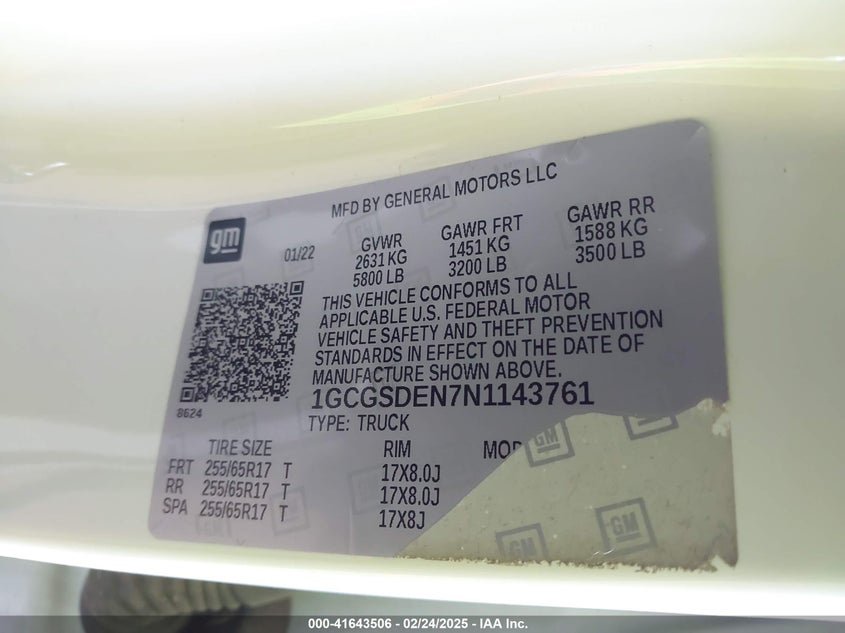 MFD BY GENERAL MOTORS LLC
gm
01/22
GVWR
2631 KG
5800 LB
GAWR FRT
1451 KG
3200 LB
GAWR RR
1588 KG
3500 LB
THIS VEHICLE CONFORMS TO ALL
APPLICABLE U.S. FEDERAL MOTOR
VEHICLE SAFETY AND THEFT PREVENTION
STANDARDS IN EFFECT ON THE DATE OF
MANUFACTURE SHOWN ABOVE.
8624
1GCGSDEN7N1143761
TYPE: TRUCK
TIRE SIZE RIM MOD
FRT 255/65R17 T 17X8.0J
RR 255/65R17 T 17X8.0J
SPA 255/65R17 T 17X8J
GM
GM
GM
000-41643506 - 02/24/2025 - IAA Inc.